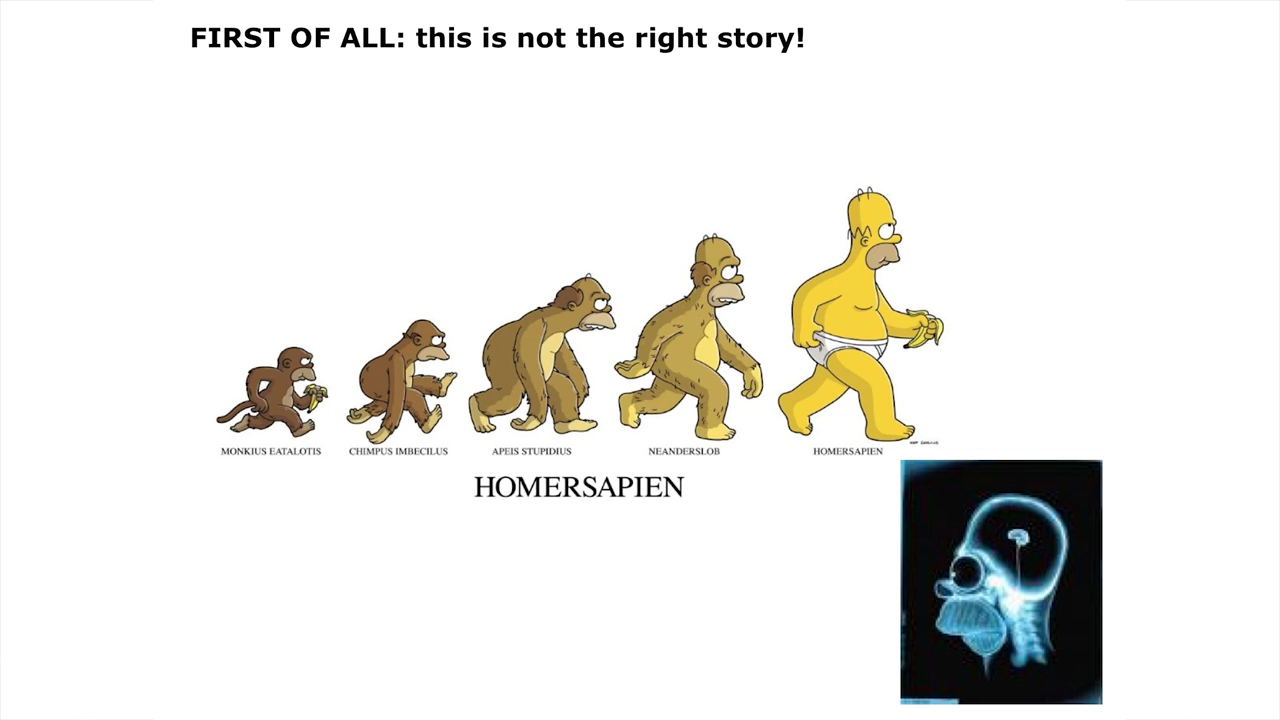 FIRST OF ALL: this is not the right story!
MONKIUS EATALOTIS CHIMPUS IMBECILUS APEIS STUPIDIUS NEANDERSLOB HOMERSAPIEN
HOMERSAPIEN